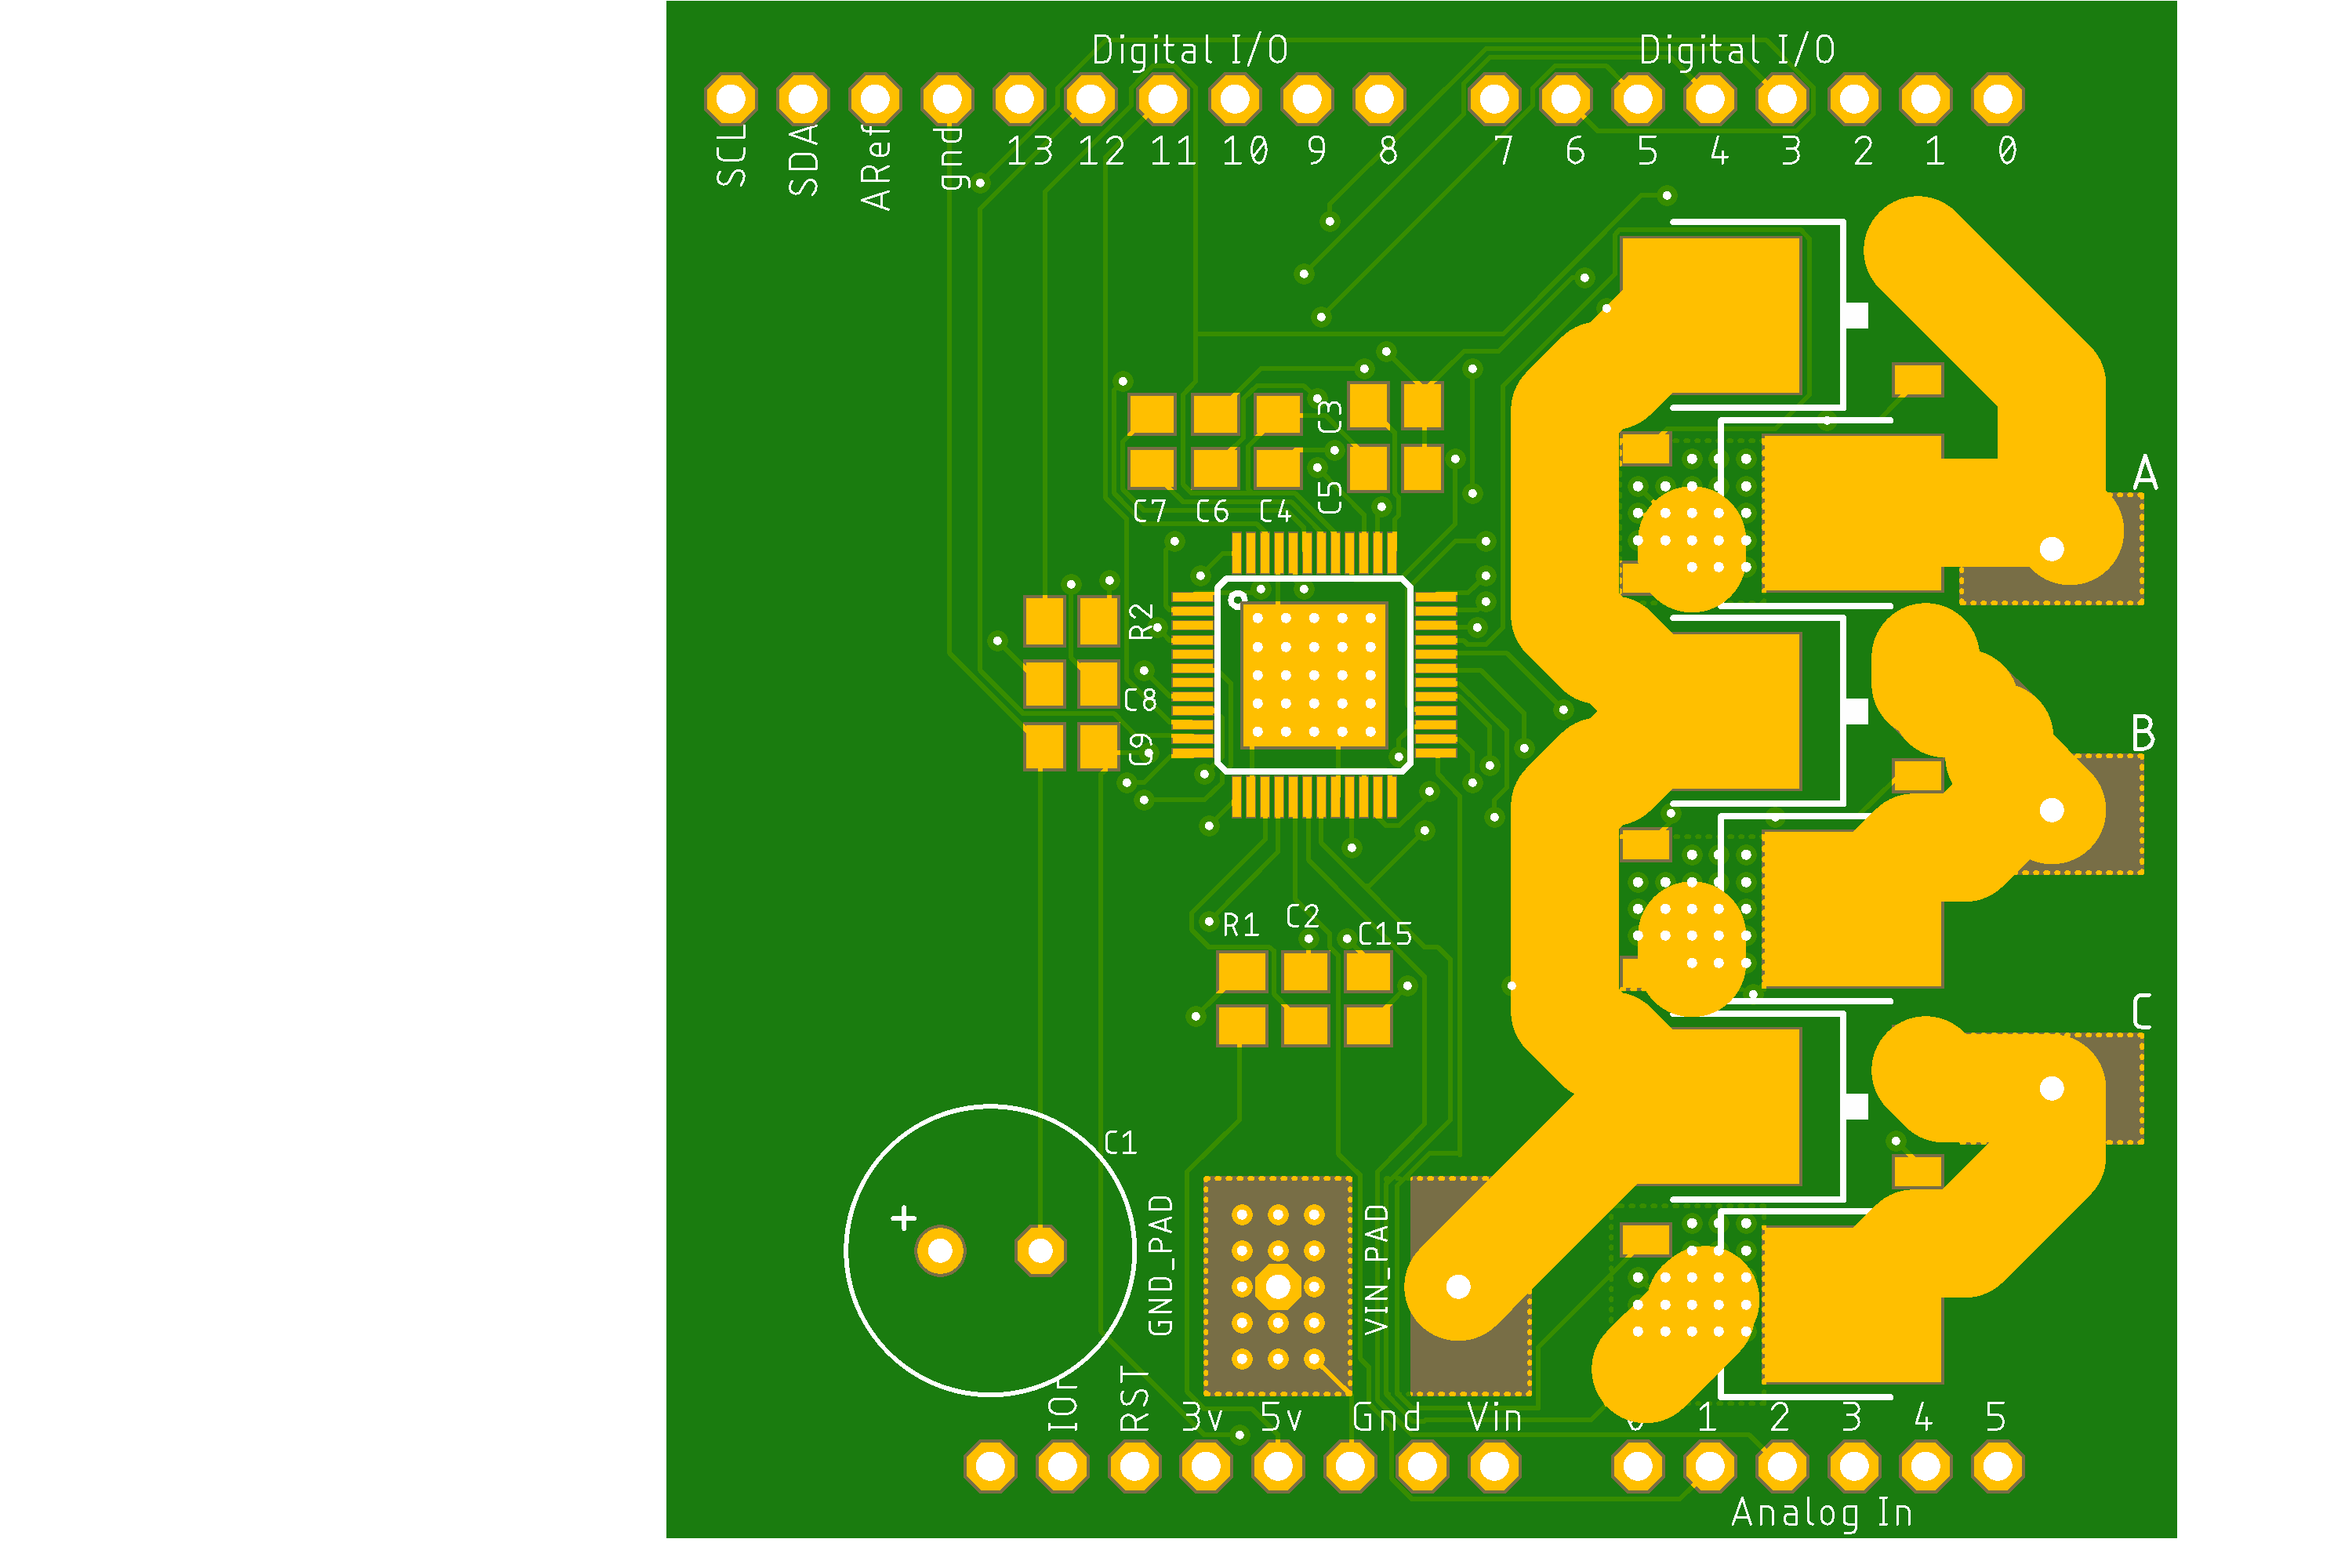 Digital I/O
Digital I/O
SCL
SDA
ARef
gnd
13 12 11 10 9 8 7 6 5 4 3 2 1 0
A
C3
C5
C7 C6 C4
R2
C8
C9
B
R1
C2
C15
C
C1
+
GND_PAD
VIN_PAD
RST
3v 5v Gnd Vin
1 2 3 4 5
Analog In